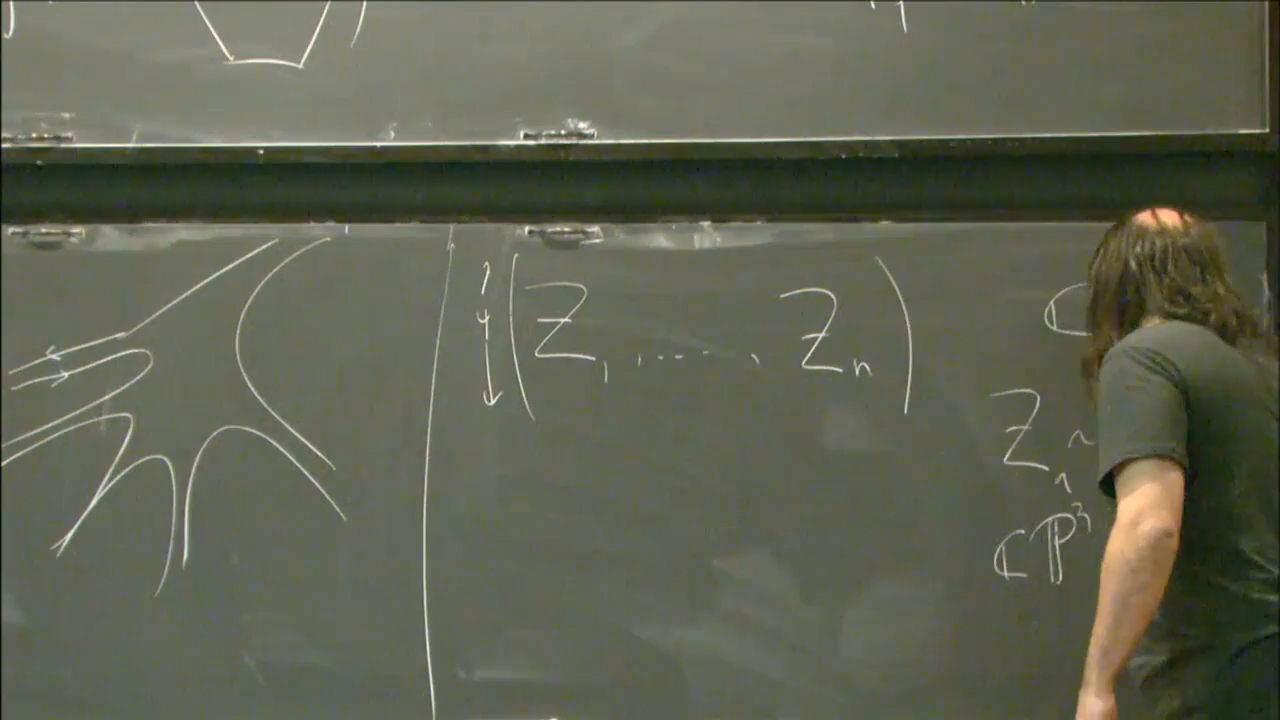 (Z₁, ...., Zₙ)
ℂ
Z₁ ~
ℂℙ³